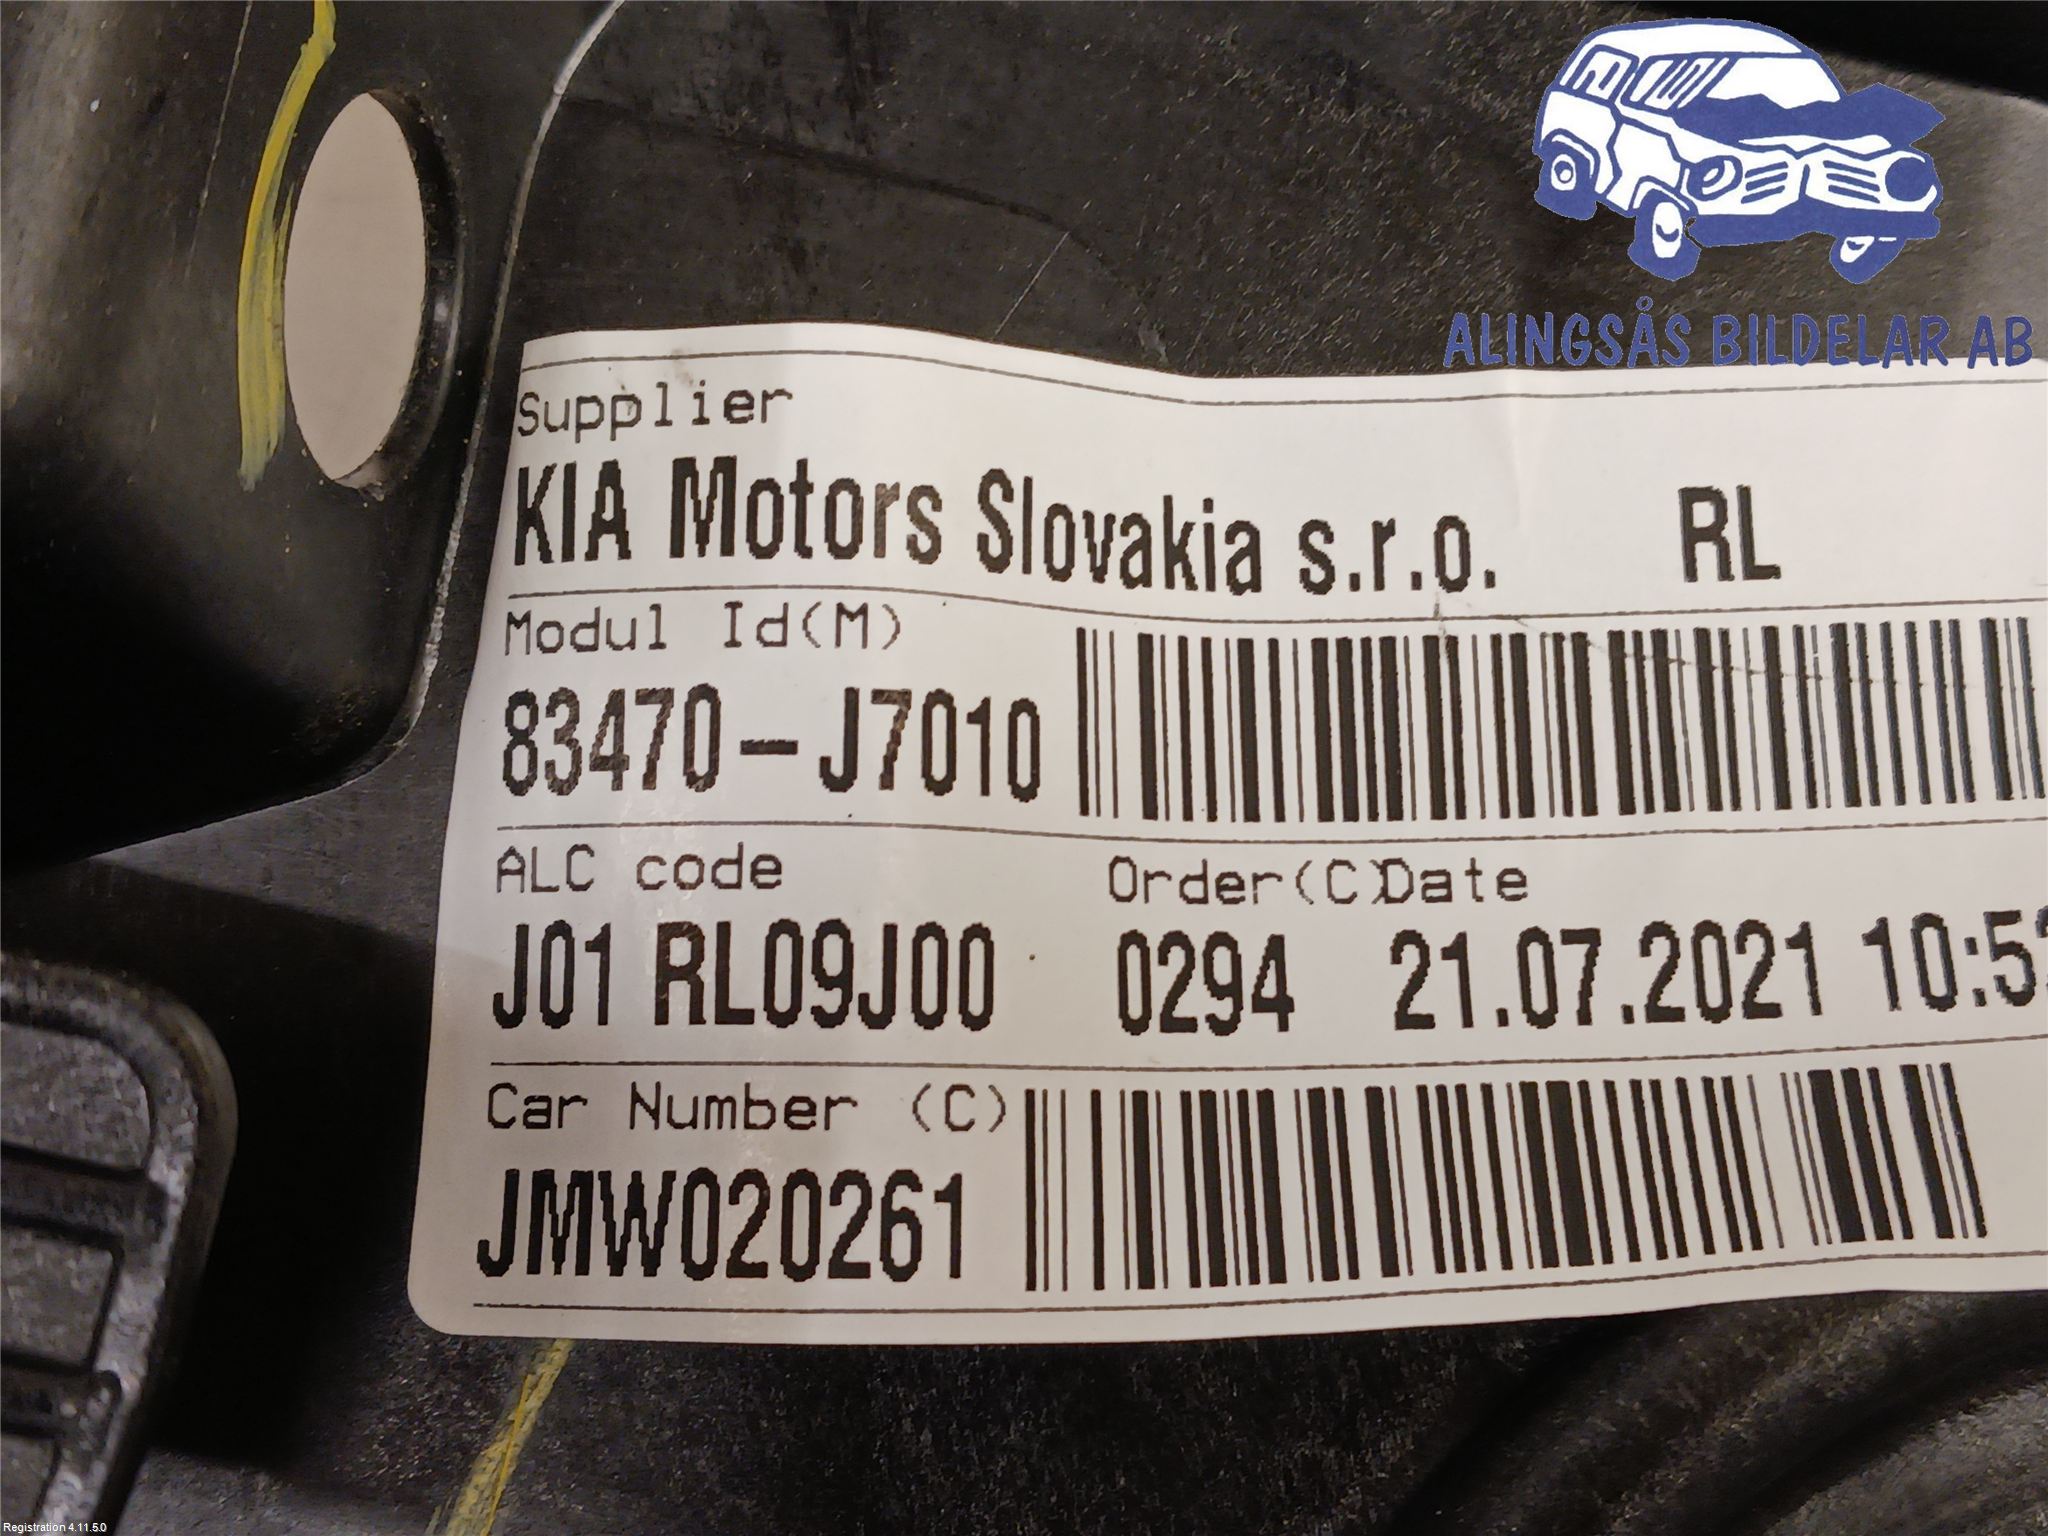 ALINGSÅS BILDELAR AB
Supplier
KIA Motors Slovakia s.r.o. RL
Modul Id(M)
83470-J7010
ALC code Order(C)Date
J01 RL09J00 0294 21.07.2021
Car Number (C)
JMW020261
Registration 4.11.5.0